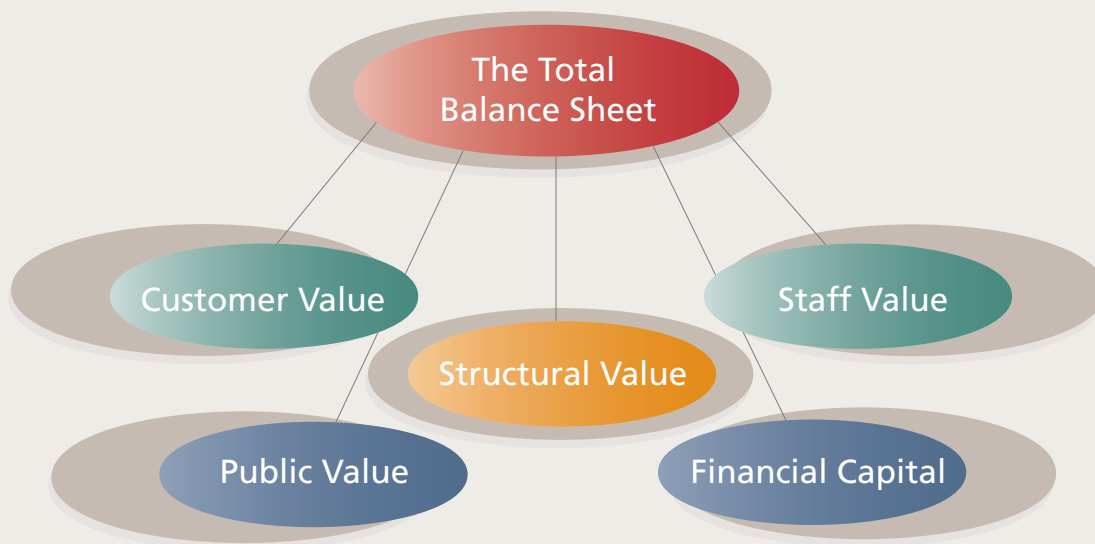 The Total
Balance Sheet
Customer Value
Staff Value
Structural Value
Public Value
Financial Capital